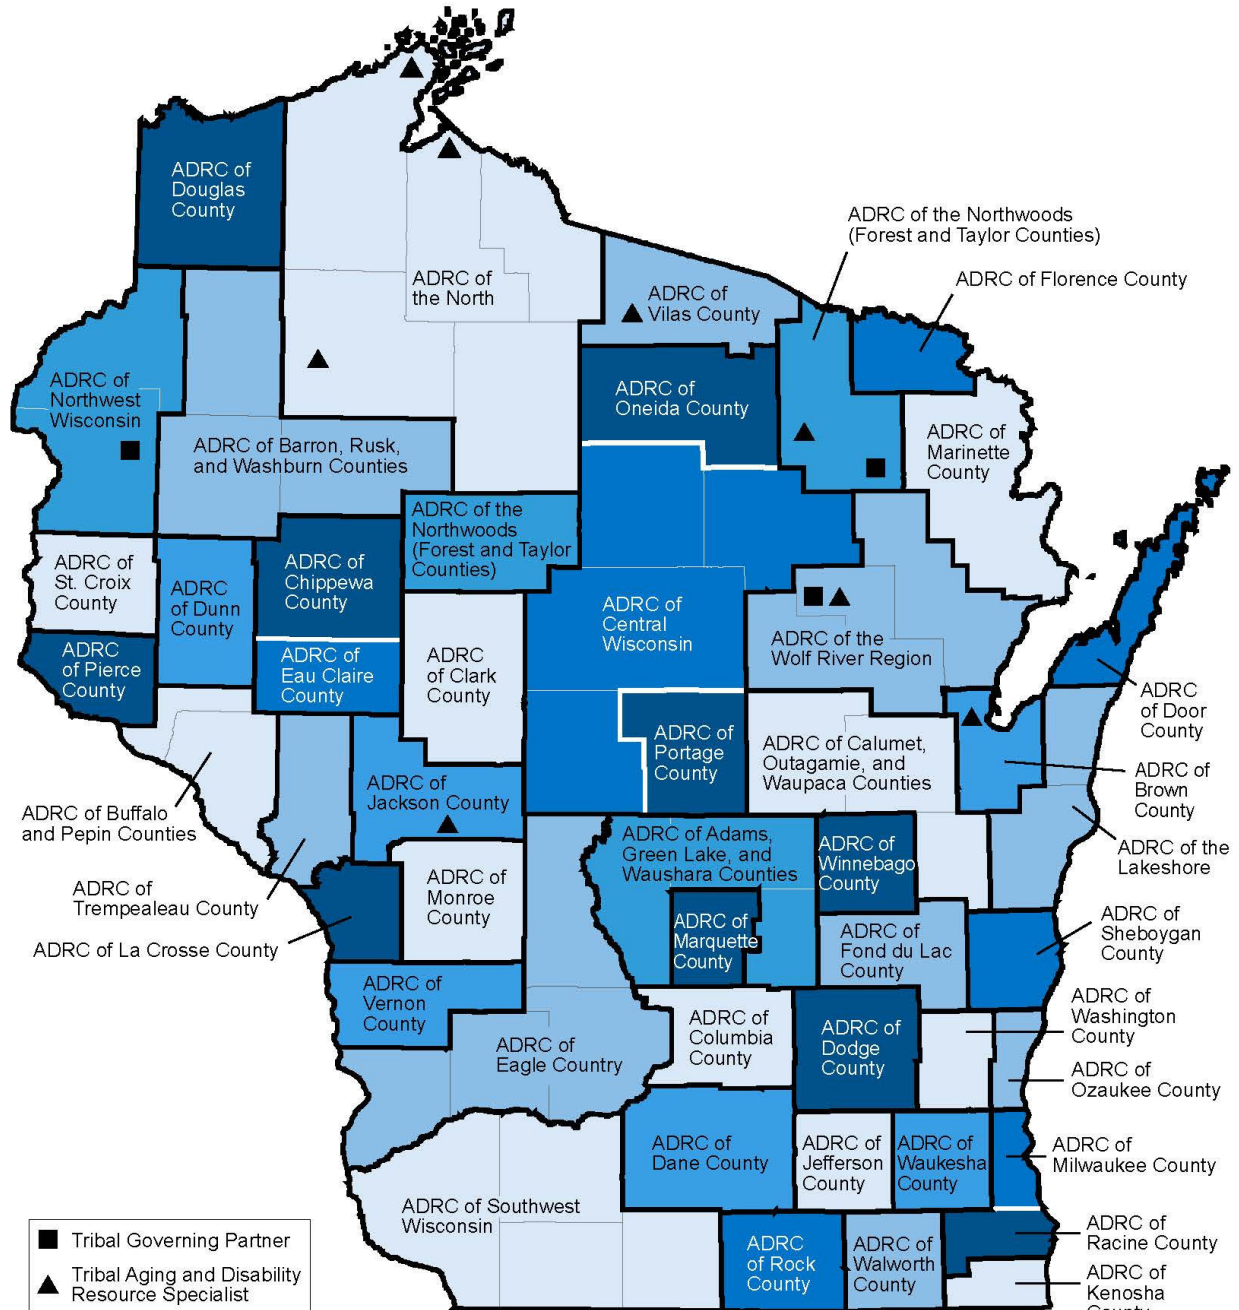 ADRC of
Douglas
County
ADRC of
the North
ADRC of the Northwoods
(Forest and Taylor Counties)
ADRC of Florence County
ADRC of
Vilas County
ADRC of
Northwest
Wisconsin
ADRC of
Oneida County
ADRC of
Marinette
County
ADRC of Barron, Rusk,
and Washburn Counties
ADRC of the
Northwoods
(Forest and Taylor
Counties)
ADRC of
St. Croix
County
ADRC
of Dunn
County
ADRC of
Chippewa
County
ADRC of
Central
Wisconsin
ADRC of the
Wolf River Region
ADRC
of Pierce
County
ADRC of
Eau Claire
County
ADRC
of Clark
County
ADRC
of Door
County
ADRC of
Portage
County
ADRC of Calumet,
Outagamie, and
Waupaca Counties
ADRC of
Brown
County
ADRC of Buffalo
and Pepin Counties
ADRC of
Jackson County
ADRC of Adams,
Green Lake, and
Waushara Counties
ADRC of
Winnebago
County
ADRC of the
Lakeshore
ADRC of
Trempealeau County
ADRC of
Monroe
County
ADRC of
Marquette
County
ADRC of
Fond du Lac
County
ADRC of
Sheboygan
County
ADRC of La Crosse County
ADRC of
Vernon
County
ADRC of
Eagle Country
ADRC of
Columbia
County
ADRC of
Dodge
County
ADRC of
Washington
County
ADRC of
Ozaukee County
ADRC of
Dane County
ADRC of
Jefferson
County
ADRC of
Waukesha
County
ADRC of
Milwaukee County
ADRC of Southwest
Wisconsin
ADRC
of Rock
County
ADRC of
Walworth
County
ADRC of
Racine County
ADRC of
Kenosha
County
Tribal Governing Partner
Tribal Aging and Disability
Resource Specialist